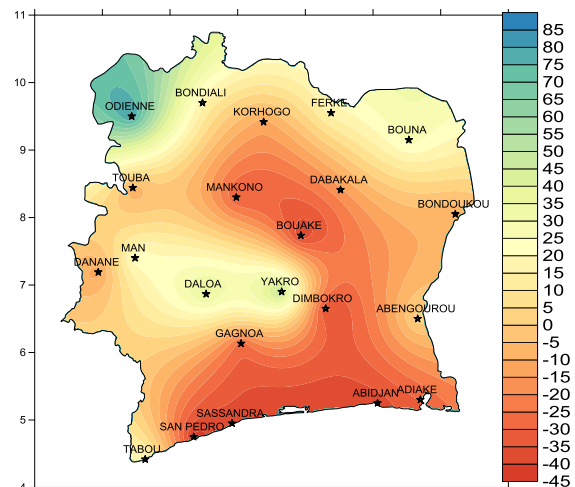 11
10
9
8
7
6
5
4
ODIENNE
BONDIALI
KORHOGO
FERKE
BOUNA
TOUBA
MANKONO
DABAKALA
BONDOUKOU
BOUAKE
MAN
DANANE
DALOA
YAKRO
DIMBOKRO
ABENGOUROU
GAGNOA
ABIDJAN
ADIAKE
SASSANDRA
SAN PEDRO
TABOU
85
80
75
70
65
60
55
50
45
40
35
30
25
20
15
10
5
0
-5
-10
-15
-20
-25
-30
-35
-40
-45